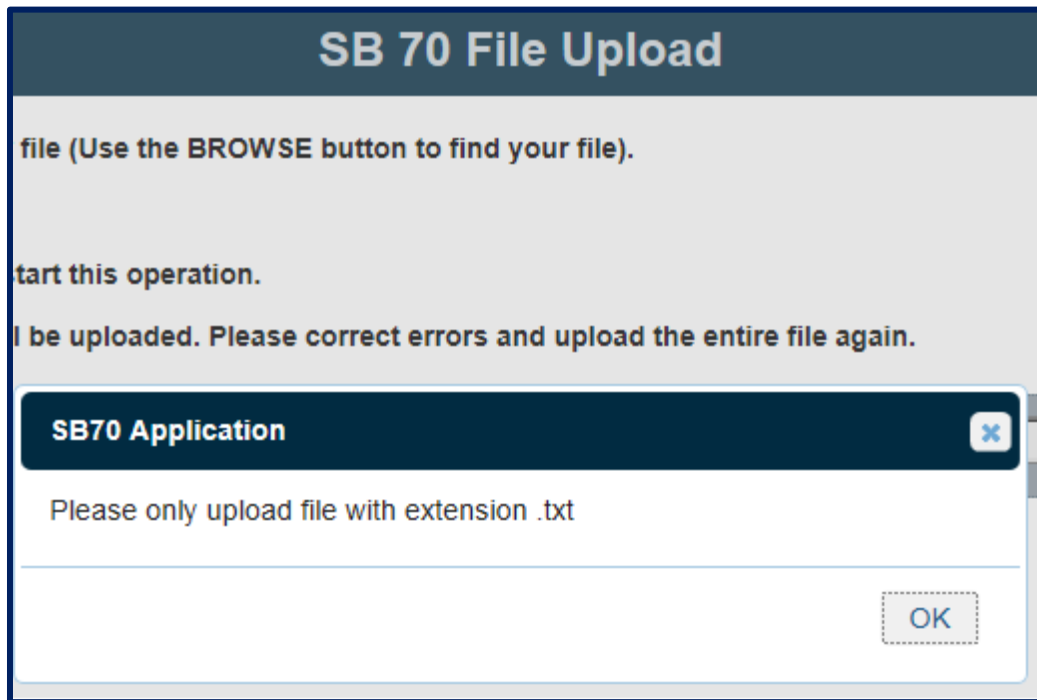 SB 70 File Upload
file (Use the BROWSE button to find your file).
start this operation.
l be uploaded. Please correct errors and upload the entire file again.
SB70 Application
Please only upload file with extension .txt
OK